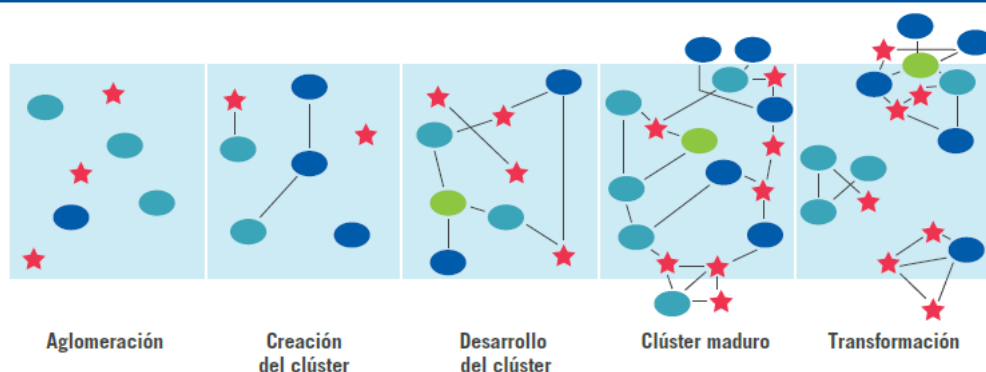 Aglomeración
Creación
del clúster
Desarrollo
del clúster
Clúster maduro
Transformación